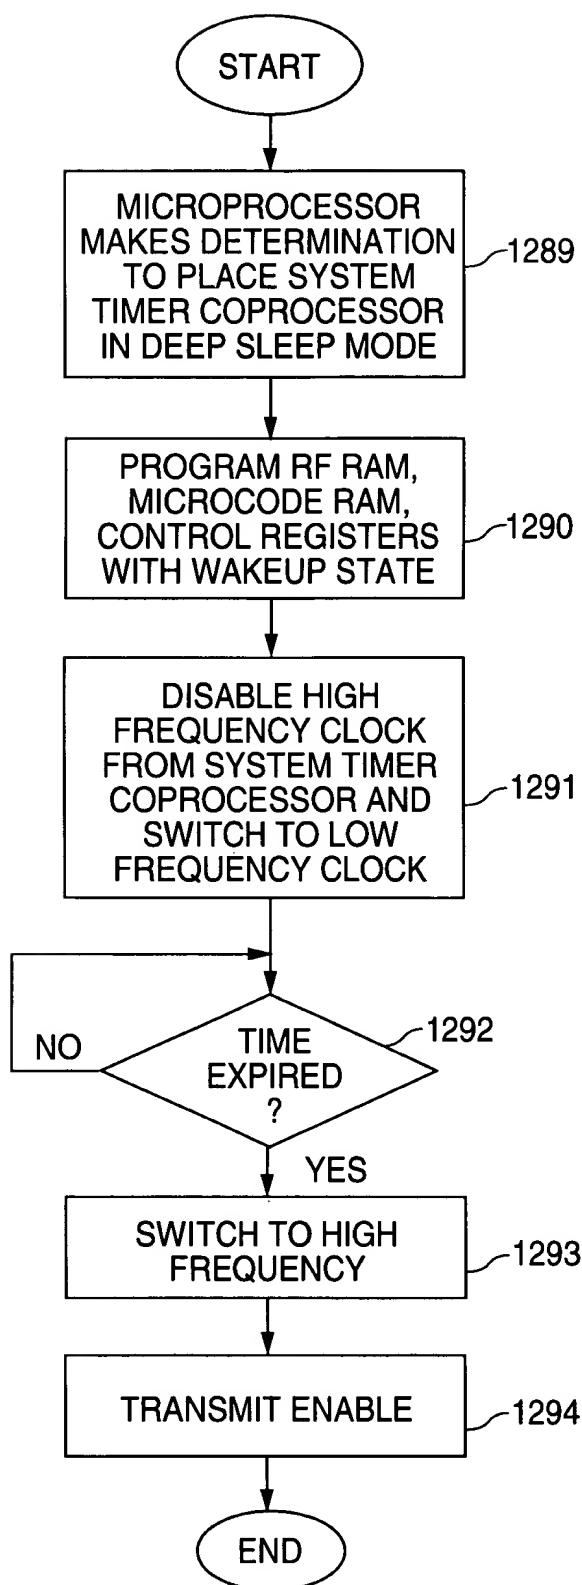 START
MICROPROCESSOR
MAKES DETERMINATION
TO PLACE SYSTEM
TIMER COPROCESSOR
IN DEEP SLEEP MODE
1289
PROGRAM RF RAM,
MICROCODE RAM,
CONTROL REGISTERS
WITH WAKEUP STATE
1290
DISABLE HIGH
FREQUENCY CLOCK
FROM SYSTEM TIMER
COPROCESSOR AND
SWITCH TO LOW
FREQUENCY CLOCK
1291
TIME
EXPIRED
?
1292
NO
YES
SWITCH TO HIGH
FREQUENCY
1293
TRANSMIT ENABLE
1294
END